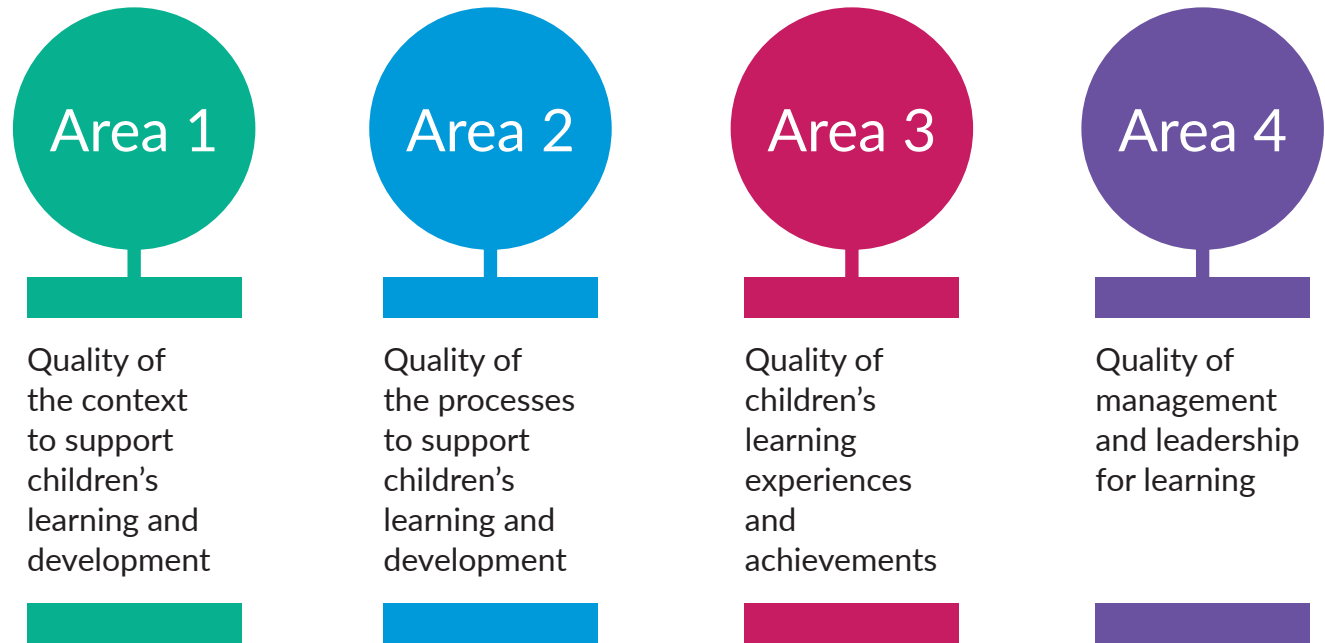 Area 1
Quality of
the context
to support
children’s
learning and
development
Area 2
Quality of
the processes
to support
children’s
learning and
development
Area 3
Quality of
children’s
learning
experiences
and
achievements
Area 4
Quality of
management
and leadership
for learning